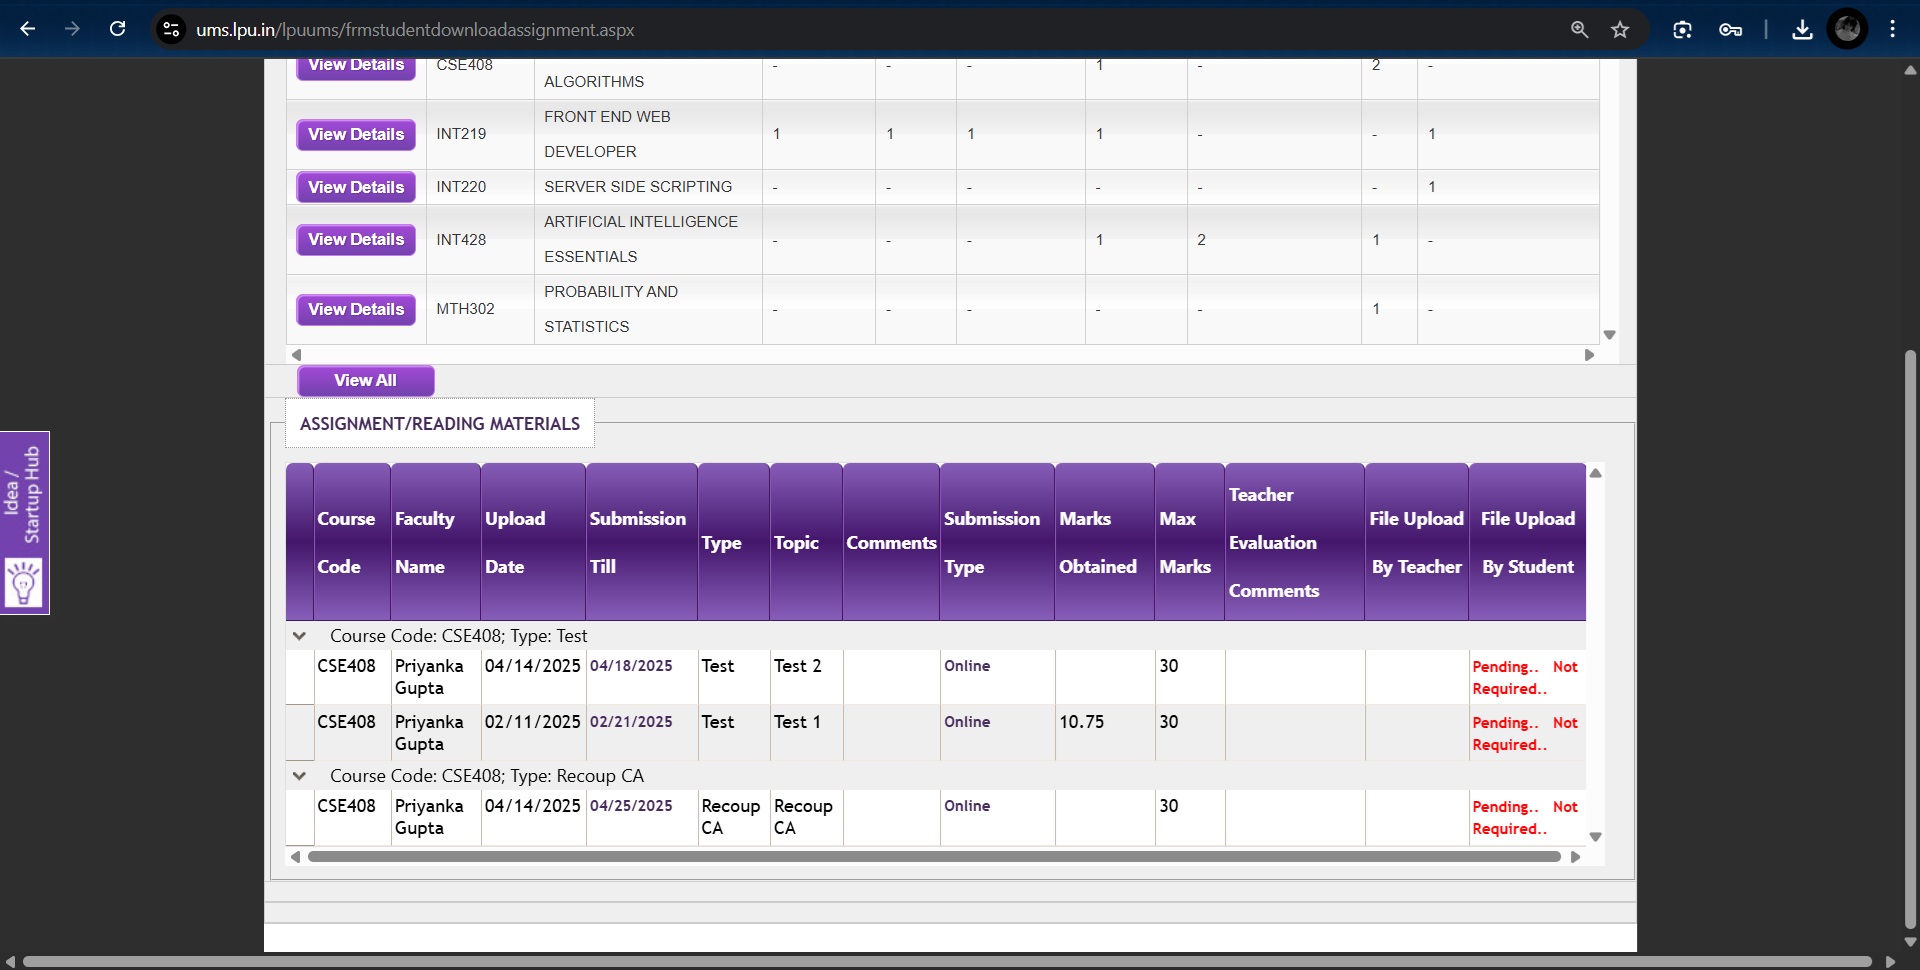 ums.lpu.in/lpuums/frmstudentdownloadassignment.aspx
View Details CSE408 ALGORITHMS - - - 1 - 2 -
View Details INT219 FRONT END WEB DEVELOPER 1 1 1 1 - - 1
View Details INT220 SERVER SIDE SCRIPTING - - - - - - 1
View Details INT428 ARTIFICIAL INTELLIGENCE ESSENTIALS - - - 1 2 1 -
View Details MTH302 PROBABILITY AND STATISTICS - - - - - 1 -
View All
ASSIGNMENT/READING MATERIALS
Idea /
Startup Hub
Course Code Faculty Name Upload Date Submission Till Type Topic Comments Submission Type Marks Obtained Max Marks Teacher Evaluation Comments File Upload By Teacher File Upload By Student
Course Code: CSE408; Type: Test
CSE408 Priyanka Gupta 04/14/2025 04/18/2025 Test Test 2 Online 30 Pending.. Not Required..
CSE408 Priyanka Gupta 02/11/2025 02/21/2025 Test Test 1 Online 10.75 30 Pending.. Not Required..
Course Code: CSE408; Type: Recoup CA
CSE408 Priyanka Gupta 04/14/2025 04/25/2025 Recoup CA Recoup CA Online 30 Pending.. Not Required..